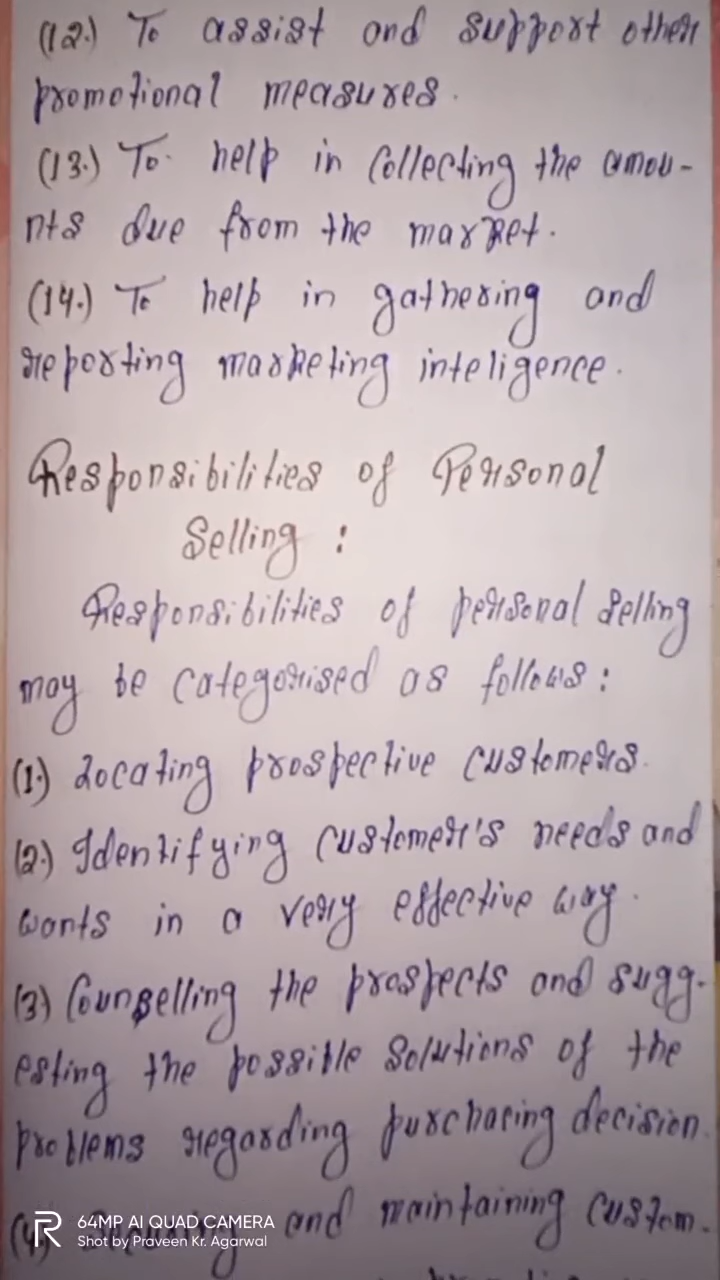 (12.) To assist and support other
promotional measures.
(13.) To help in Collecting the amou-
nts due from the market.
(14.) To help in gathering and
reporting marketing inteligence.
Responsibilities of Personal
Selling :
Responsibilities of personal selling
may be categorised as follows :
(1.) Locating prospective customers.
(2.) Identifying customer's needs and
wants in a very effective way.
(3) Counselling the prospects and sugg-
esting the possible solutions of the
problems regarding purchasing decision.
(4) and maintaining custom-
64MP AI QUAD CAMERA
Shot by Praveen Kr. Agarwal